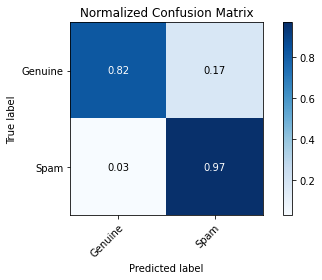 Normalized Confusion Matrix
True label
Genuine
0.82
0.17
Spam
0.03
0.97
Genuine
Spam
Predicted label
0.8
0.6
0.4
0.2